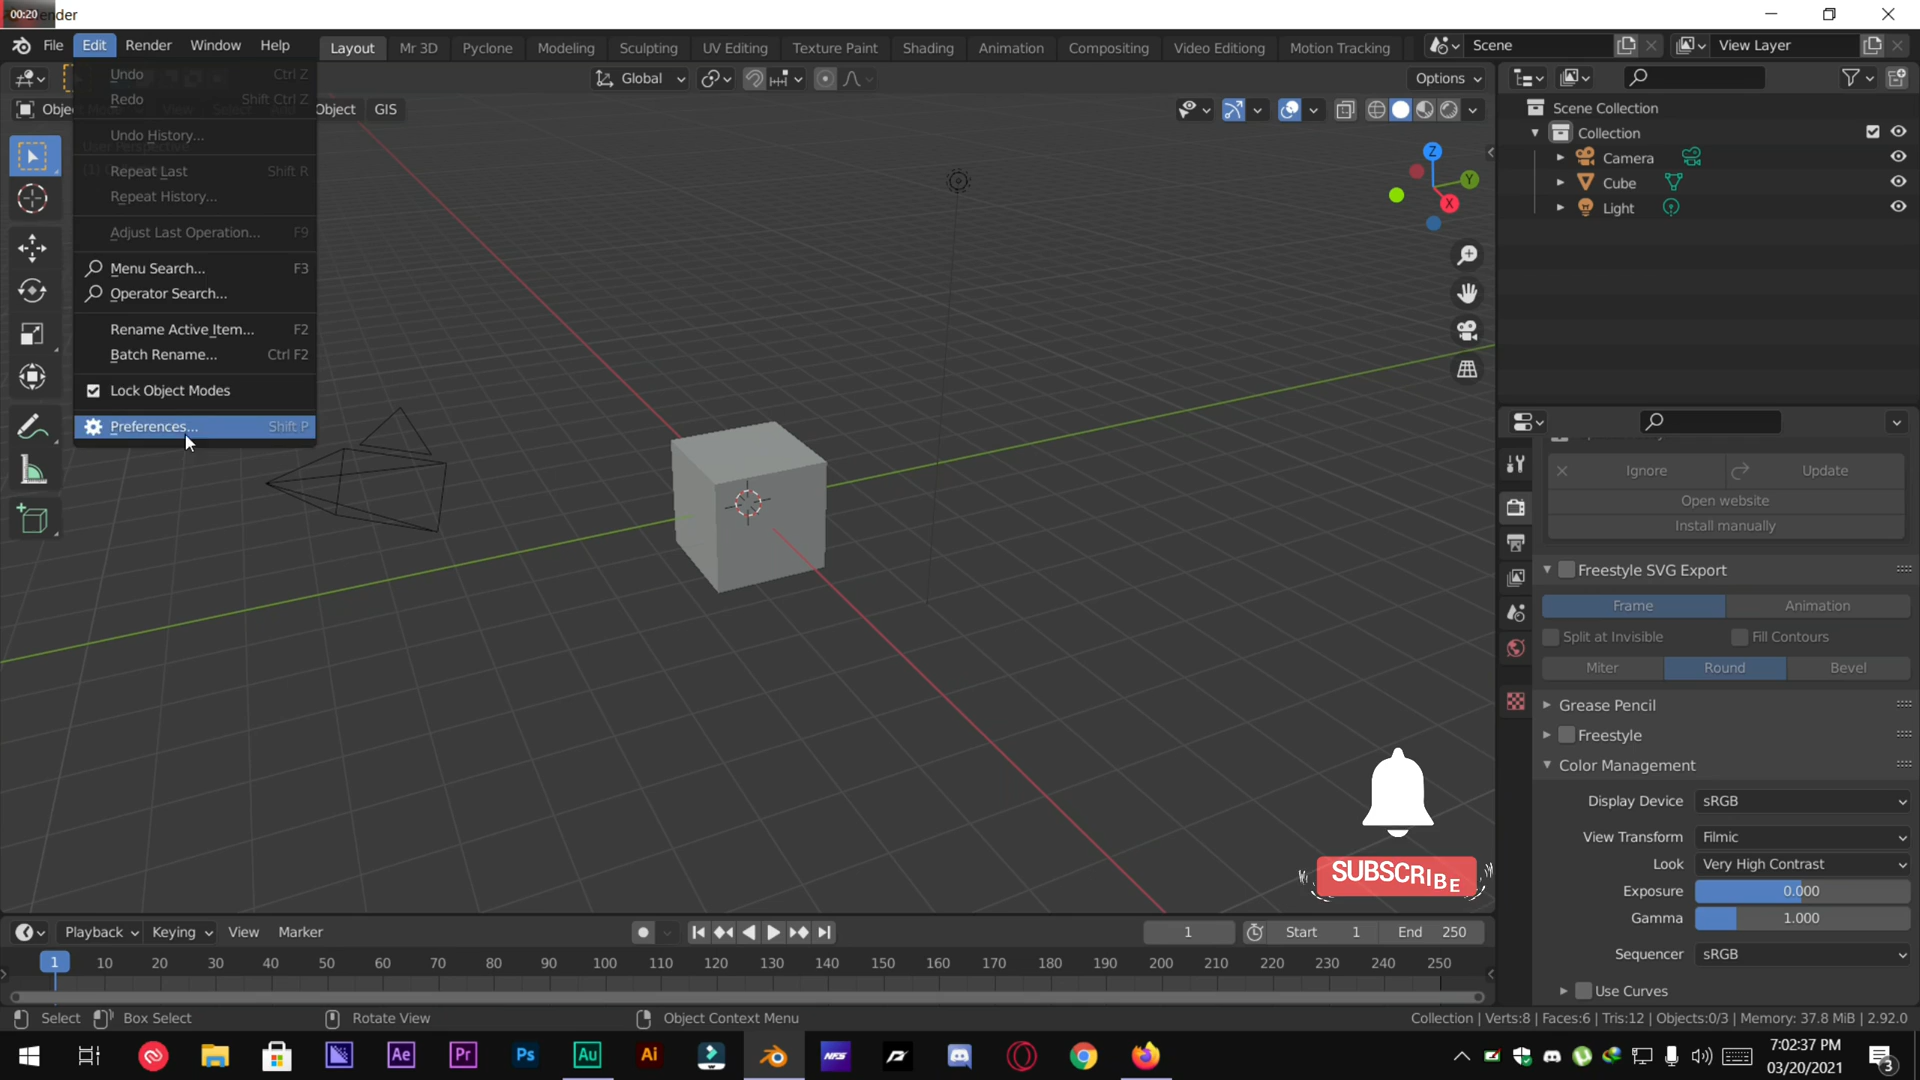 00:20
ender
File Edit Render Window Help Layout Mr 3D Pyclone Modeling Sculpting UV Editing Texture Paint Shading Animation Compositing Video Editing Motion Tracking Scene View Layer
Global Options
Object GIS
Undo Ctrl Z
Redo Shift Ctrl Z
Undo History...
Repeat Last Shift R
Repeat History...
Adjust Last Operation... F9
Menu Search... F3
Operator Search...
Rename Active Item... F2
Batch Rename... Ctrl F2
Lock Object Modes
Preferences... Shift P
Z
Y
X
Scene Collection
Collection
Camera
Cube
Light
Ignore Update
Open website
Install manually
Freestyle SVG Export
Frame Animation
Split at Invisible Fill Contours
Miter Round Bevel
Grease Pencil
Freestyle
Color Management
Display Device sRGB
View Transform Filmic
Look Very High Contrast
Exposure 0.000
Gamma 1.000
Sequencer sRGB
Use Curves
SUBSCRIBE
Playback Keying View Marker 1 Start 1 End 250
1 10 20 30 40 50 60 70 80 90 100 110 120 130 140 150 160 170 180 190 200 210 220 230 240 250
Select Box Select Rotate View Object Context Menu Collection | Verts:8 | Faces:6 | Tris:12 | Objects:0/3 | Memory: 37.8 MiB | 2.92.0
Ae Pr Ps Au Ai NFS
7:02:37 PM
03/20/2021
3